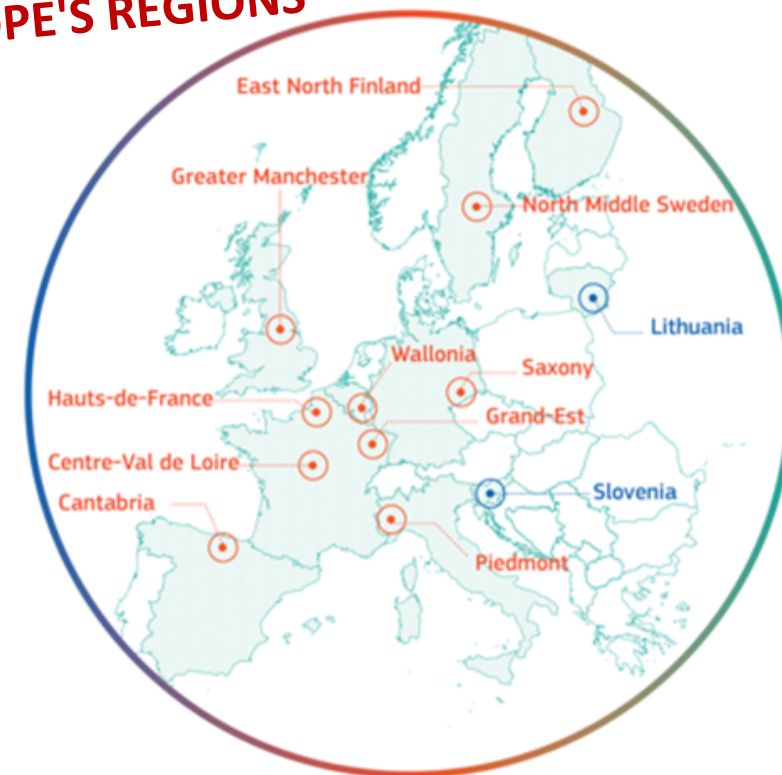 PE'S REGIONS
East North Finland
Greater Manchester
North Middle Sweden
Lithuania
Wallonia
Saxony
Hauts-de-France
Grand-Est
Centre-Val de Loire
Slovenia
Cantabria
Piedmont